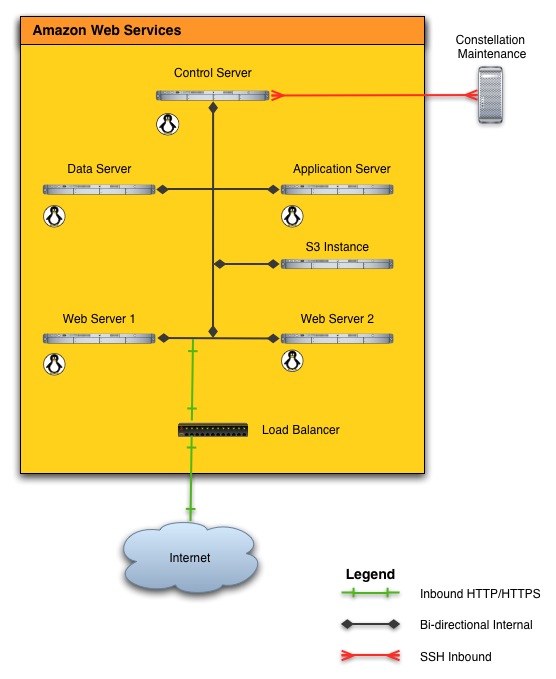 Amazon Web Services
Constellation
Maintenance
Control Server
Data Server
Application Server
S3 Instance
Web Server 1
Web Server 2
Load Balancer
Internet
Legend
Inbound HTTP/HTTPS
Bi-directional Internal
SSH Inbound